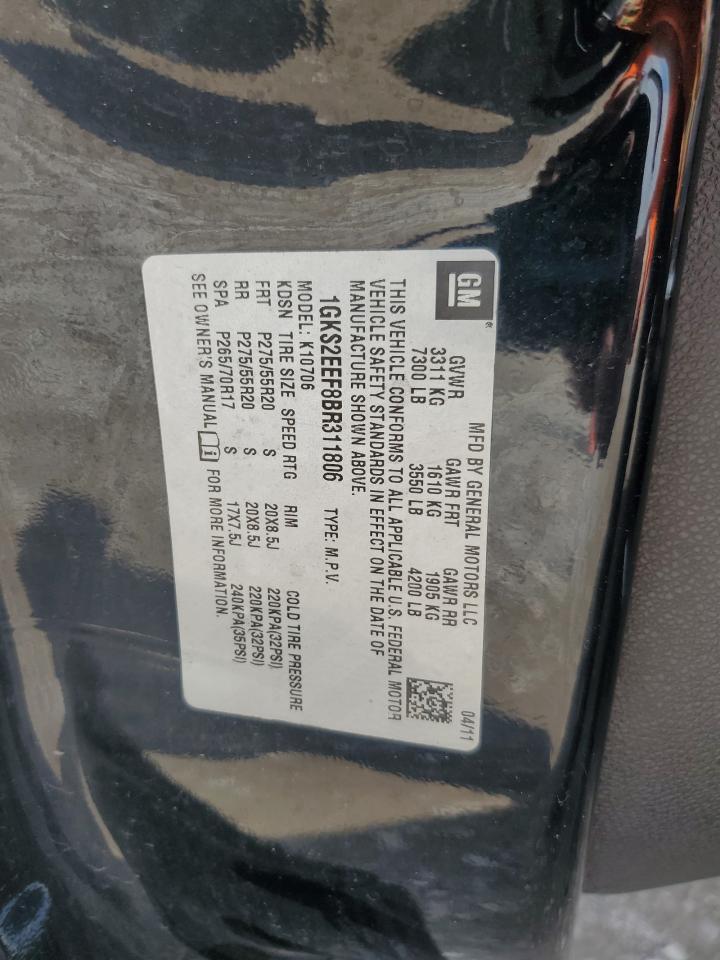 GM ®
MFD BY GENERAL MOTORS LLC 04/11
GVWR GAWR FRT GAWR RR
3311 KG 1610 KG 1905 KG
7300 LB 3550 LB 4200 LB
THIS VEHICLE CONFORMS TO ALL APPLICABLE U.S. FEDERAL MOTOR
VEHICLE SAFETY STANDARDS IN EFFECT ON THE DATE OF
MANUFACTURE SHOWN ABOVE.
1GKS2EEF8BR311806 TYPE: M.P.V.
MODEL: K10706
KDSN TIRE SIZE SPEED RTG RIM COLD TIRE PRESSURE
FRT P275/55R20 S 20X8.5J 220KPA(32PSI)
RR P275/55R20 S 20X8.5J 220KPA(32PSI)
SPA P265/70R17 S 17X7.5J 240KPA(35PSI)
SEE OWNER'S MANUAL i FOR MORE INFORMATION.